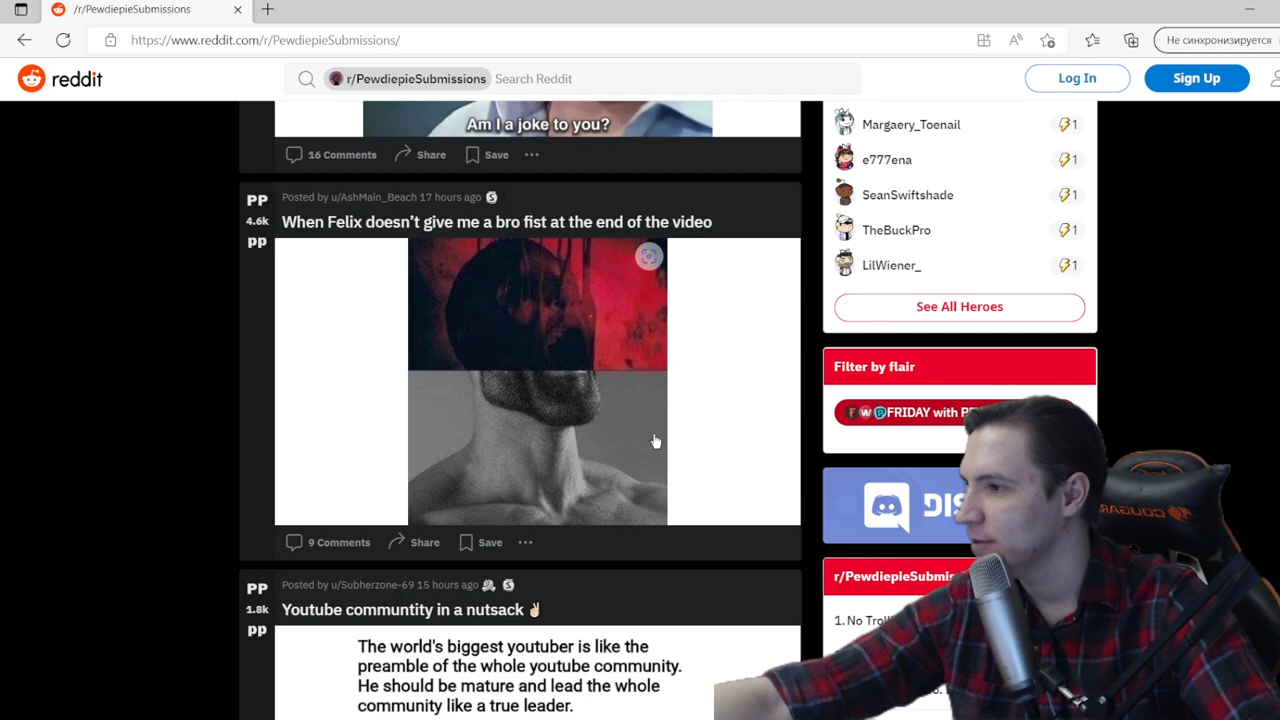 /r/PewdiepieSubmissions
https://www.reddit.com/r/PewdiepieSubmissions/
Не синхронизируется
reddit
r/PewdiepieSubmissions
Search Reddit
Log In
Sign Up
Am I a joke to you?
16 Comments
Share
Save
PP
4.6k
PP
Posted by u/AshMain_Beach 17 hours ago
When Felix doesn’t give me a bro fist at the end of the video
9 Comments
Share
Save
PP
1.8k
PP
Posted by u/Subherzone-69 15 hours ago
Youtube communtity in a nutsack ✌🏻
The world's biggest youtuber is like the
preamble of the whole youtube community.
He should be mature and lead the whole
community like a true leader.
Margaery_Toenail
1
e777ena
1
SeanSwiftshade
1
TheBuckPro
1
LilWiener_
1
See All Heroes
Filter by flair
FRIDAY with
DIS
r/PewdiepieSubmis
1. No Trol
COUGAR